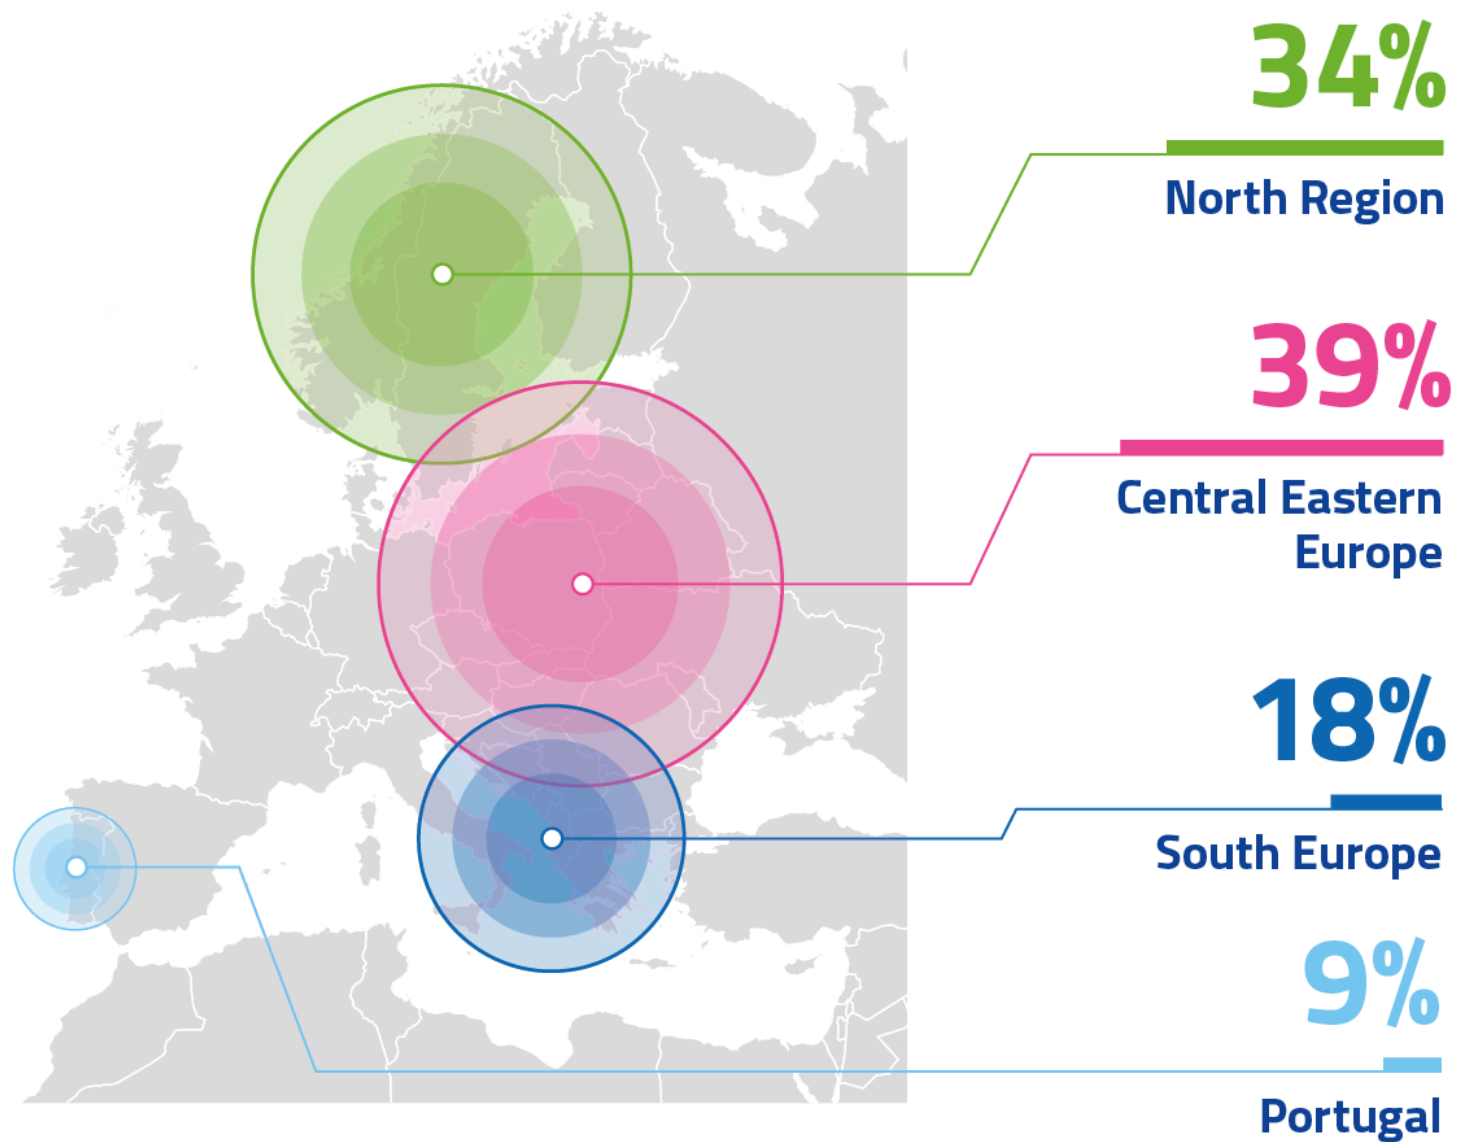 34%
North Region
39%
Central Eastern
Europe
18%
South Europe
9%
Portugal